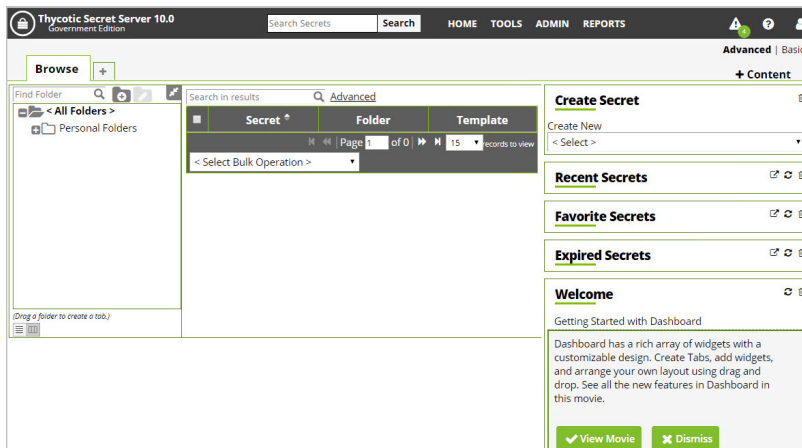 Thycotic Secret Server 10.0
Government Edition
Search Secrets
Search
HOME TOOLS ADMIN REPORTS
4
Advanced | Basic
Browse
+
+ Content
Find Folder
< All Folders >
Personal Folders
(Drag a folder to create a tab.)
Search in results
Advanced
Secret Folder Template
Page 1 of 0 15 records to view
< Select Bulk Operation >
Create Secret
Create New
< Select >
Recent Secrets
Favorite Secrets
Expired Secrets
Welcome
Getting Started with Dashboard
Dashboard has a rich array of widgets with a
customizable design. Create Tabs, add widgets,
and arrange your own layout using drag and
drop. See all the new features in Dashboard in
this movie.
View Movie
Dismiss